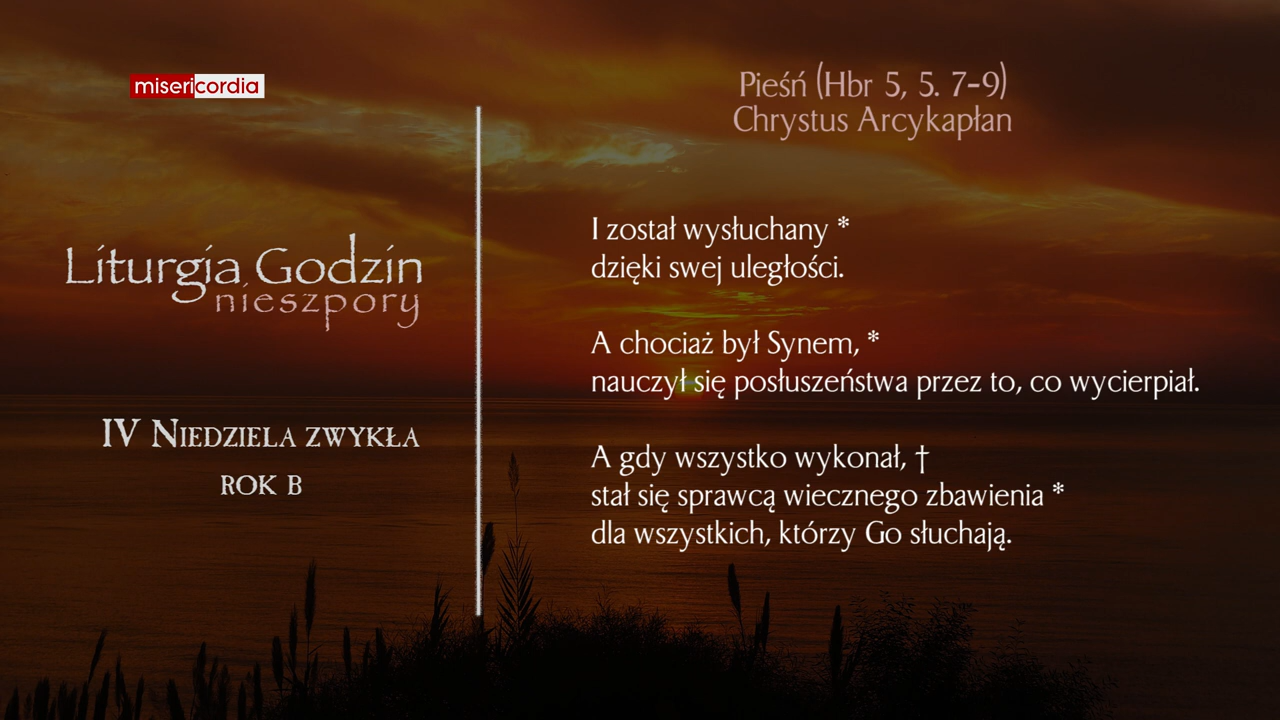 misericordia
Liturgia Godzin
nieszpory
IV Niedziela zwykła
rok B
Pieśń (Hbr 5, 5. 7-9)
Chrystus Arcykapłan
I został wysłuchany *
dzięki swej uległości.
A chociaż był Synem, *
nauczył się posłuszeństwa przez to, co wycierpiał.
A gdy wszystko wykonał, †
stał się sprawcą wiecznego zbawienia *
dla wszystkich, którzy Go słuchają.